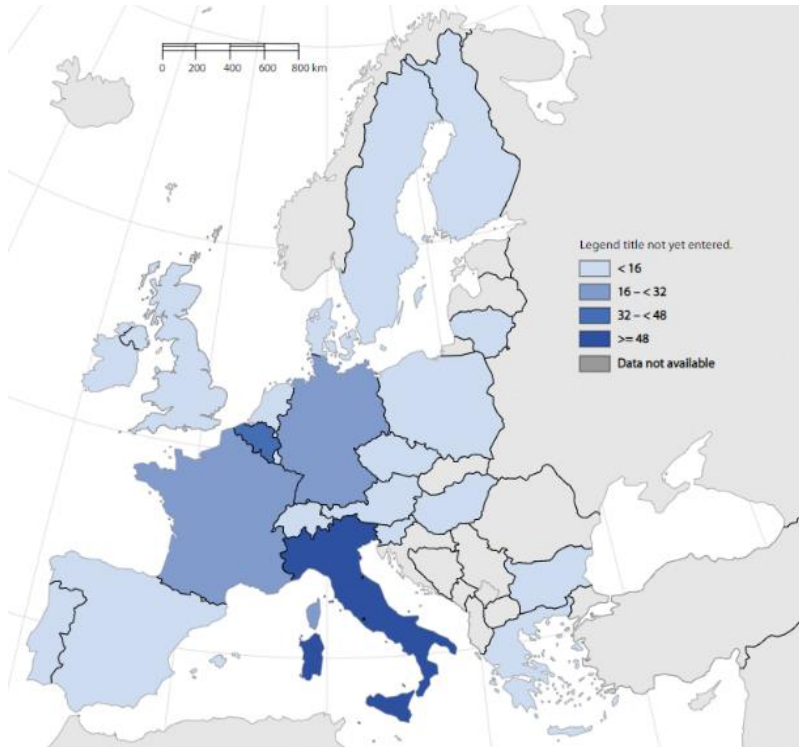 0 200 400 600 800 km
Legend title not yet entered.
< 16
16 – < 32
32 – < 48
>= 48
Data not available